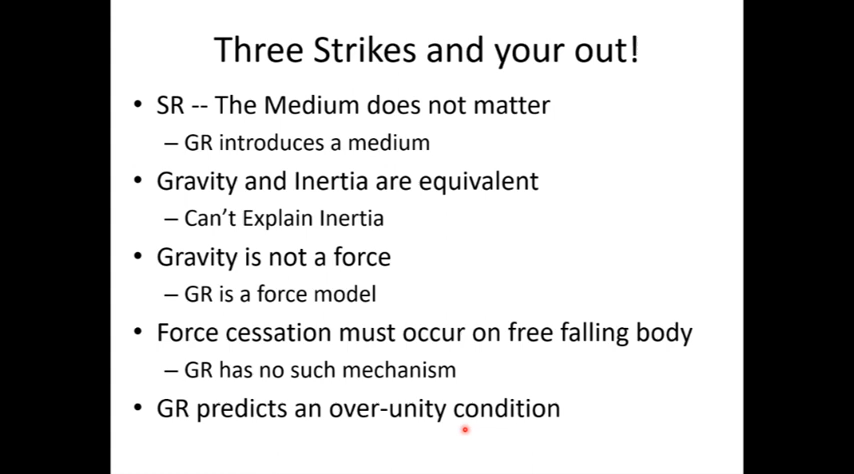 Three Strikes and your out!
• SR -- The Medium does not matter
– GR introduces a medium
• Gravity and Inertia are equivalent
– Can’t Explain Inertia
• Gravity is not a force
– GR is a force model
• Force cessation must occur on free falling body
– GR has no such mechanism
• GR predicts an over-unity condition